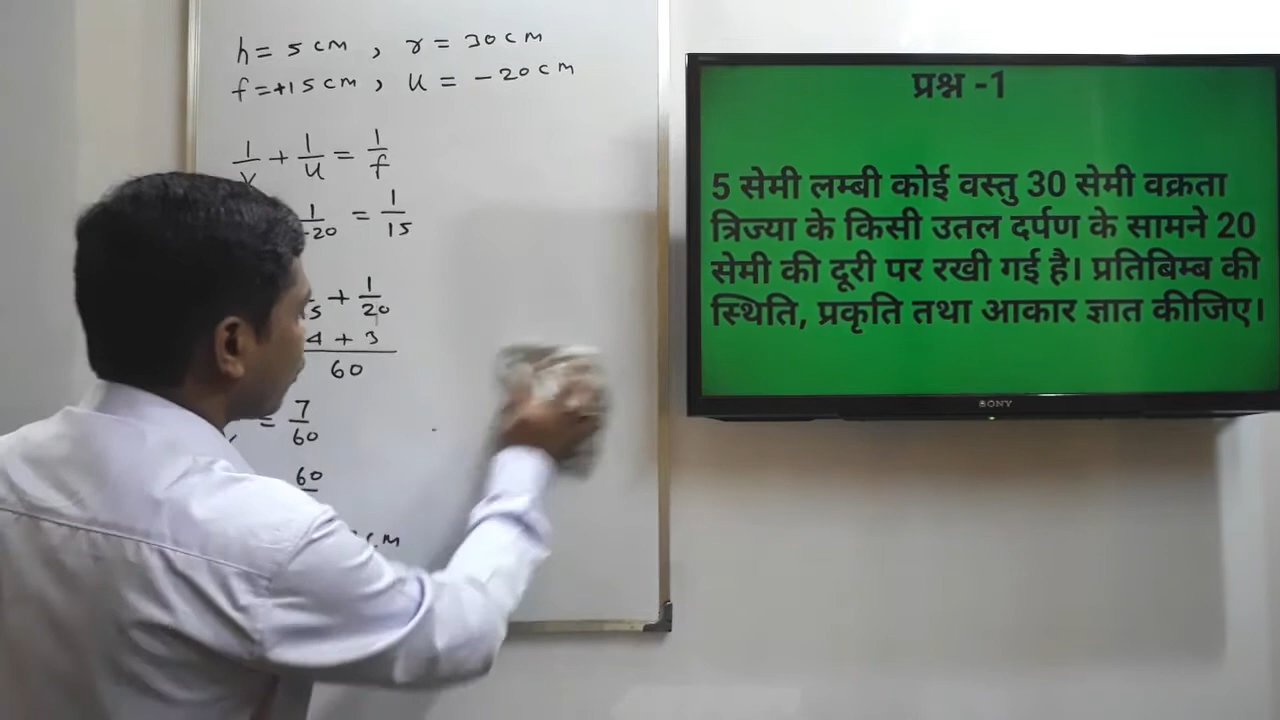 h = 5 cm , r = 30 cm
f = +15 cm , u = -20 cm
1/v + 1/u = 1/f
1/-20 = 1/15
+ 1/20
4 + 3
60
= 7/60
60
cm
प्रश्न -1
5 सेमी लम्बी कोई वस्तु 30 सेमी वक्रता
त्रिज्या के किसी उतल दर्पण के सामने 20
सेमी की दूरी पर रखी गई है। प्रतिबिम्ब की
स्थिति, प्रकृति तथा आकार ज्ञात कीजिए।
SONY